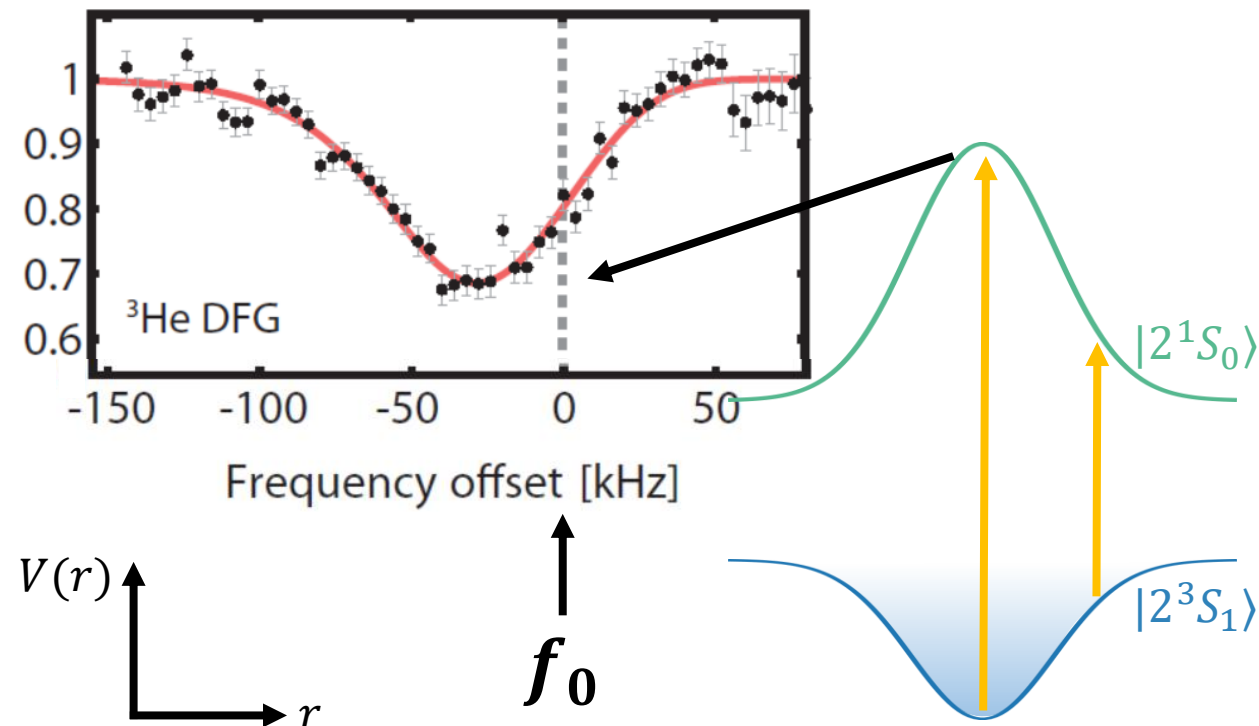 1
0.9
0.8
0.7
0.6
³He DFG
-150 -100 -50 0 50
Frequency offset [kHz]
f₀
V(r)
r
|2¹S₀⟩
|2³S₁⟩